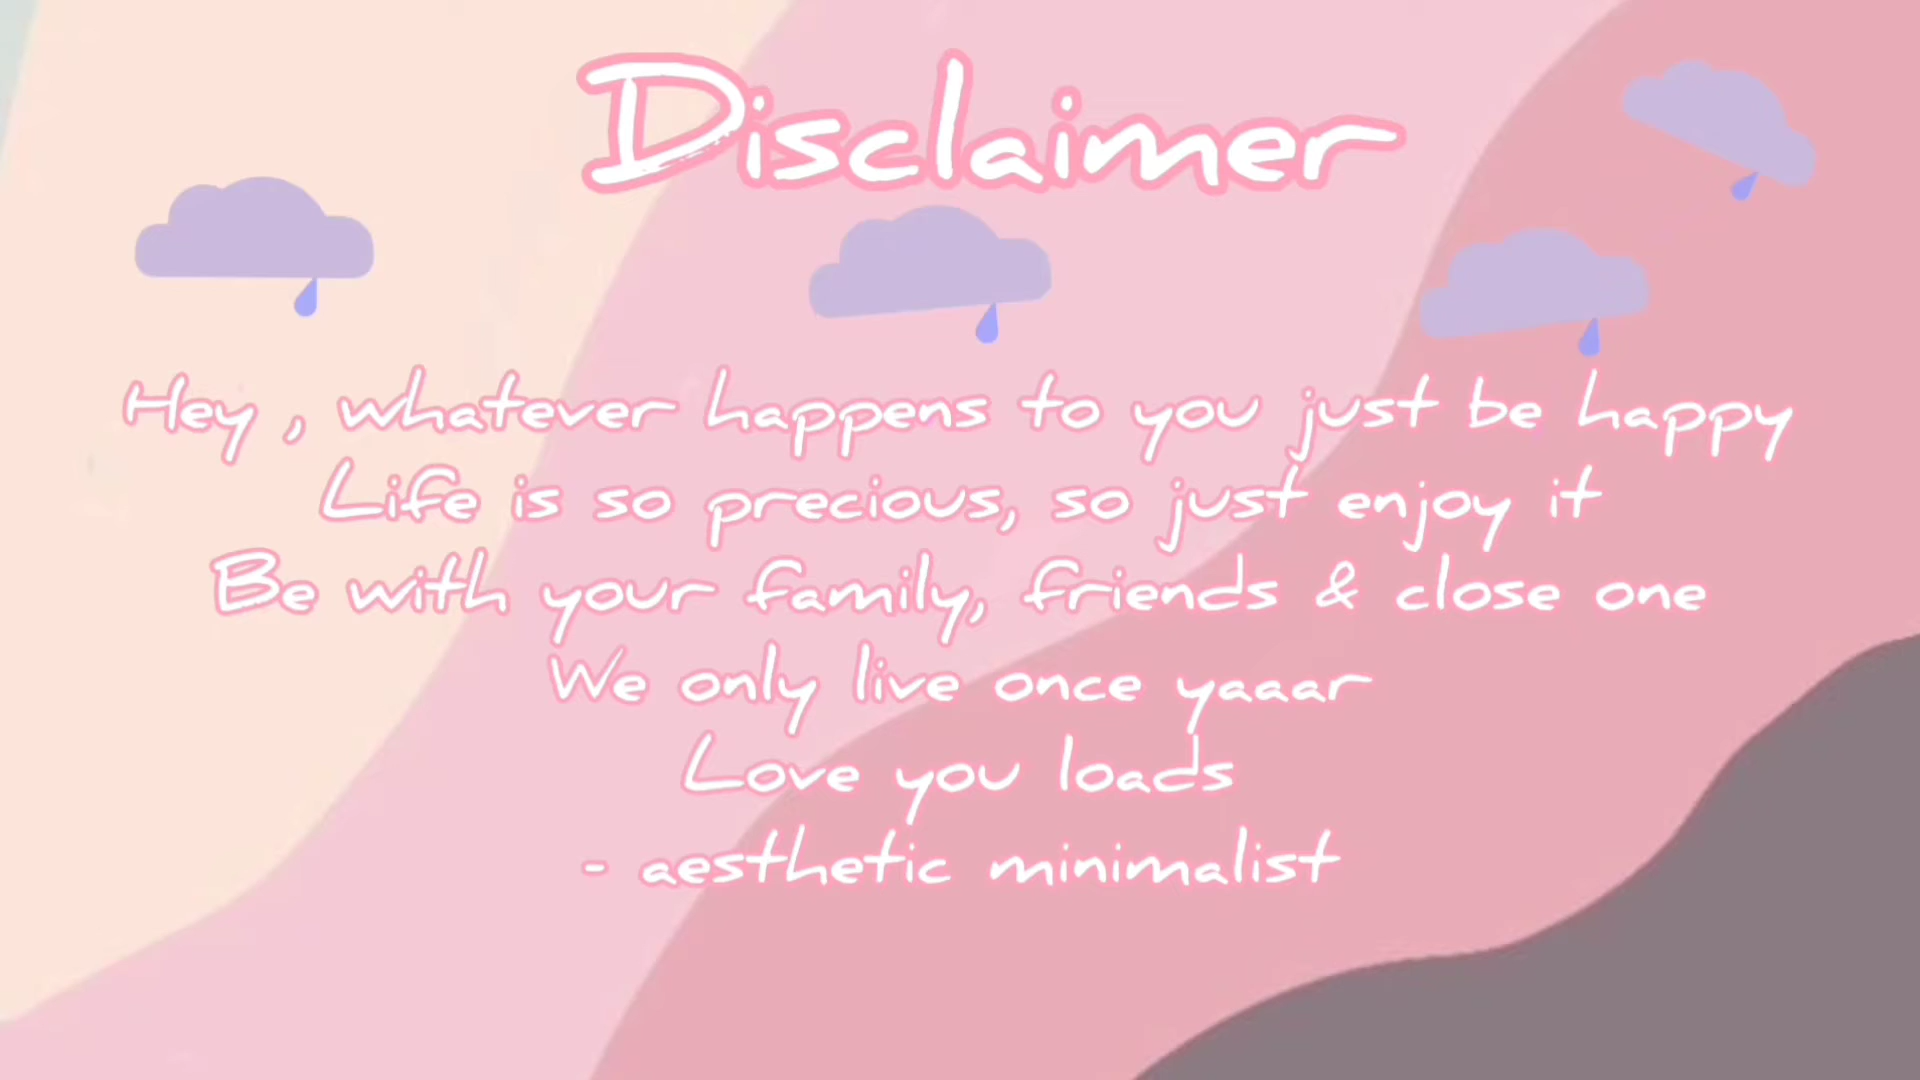 Disclaimer
Hey , whatever happens to you just be happy
Life is so precious, so just enjoy it
Be with your family, friends & close one
We only live once yaaar
Love you loads
- aesthetic minimalist